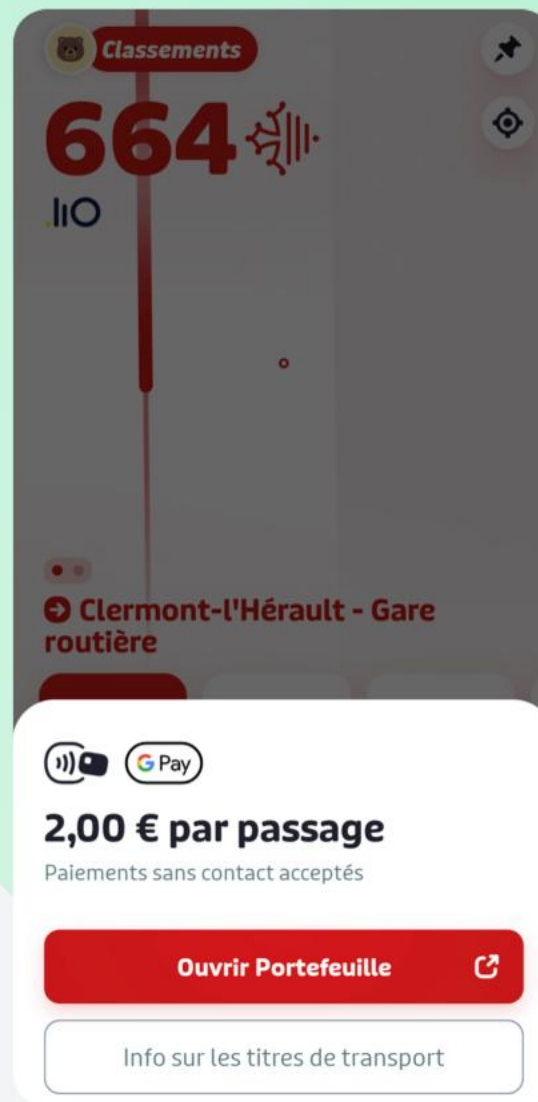 Classements
664
.liO
Clermont-l'Hérault - Gare
routière
G Pay
2,00 € par passage
Paiements sans contact acceptés
Ouvrir Portefeuille
Info sur les titres de transport